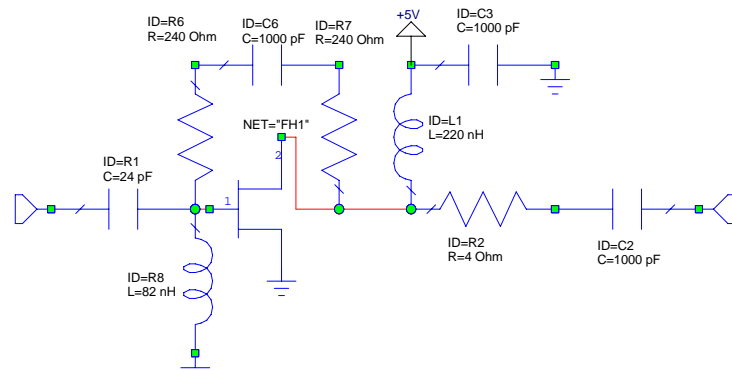 ID=R6
R=240 Ohm
ID=C6
C=1000 pF
ID=R7
R=240 Ohm
+5V
ID=C3
C=1000 pF
NET="FH1"
ID=L1
L=220 nH
2
ID=R1
C=24 pF
1
ID=R2
R=4 Ohm
ID=C2
C=1000 pF
ID=R8
L=82 nH